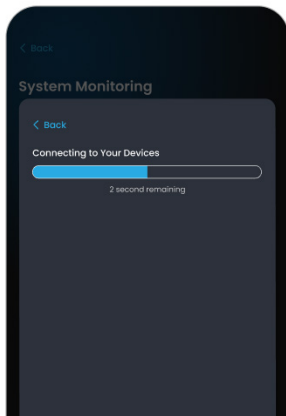 Back
System Monitoring
Back
Connecting to Your Devices
2 second remaining